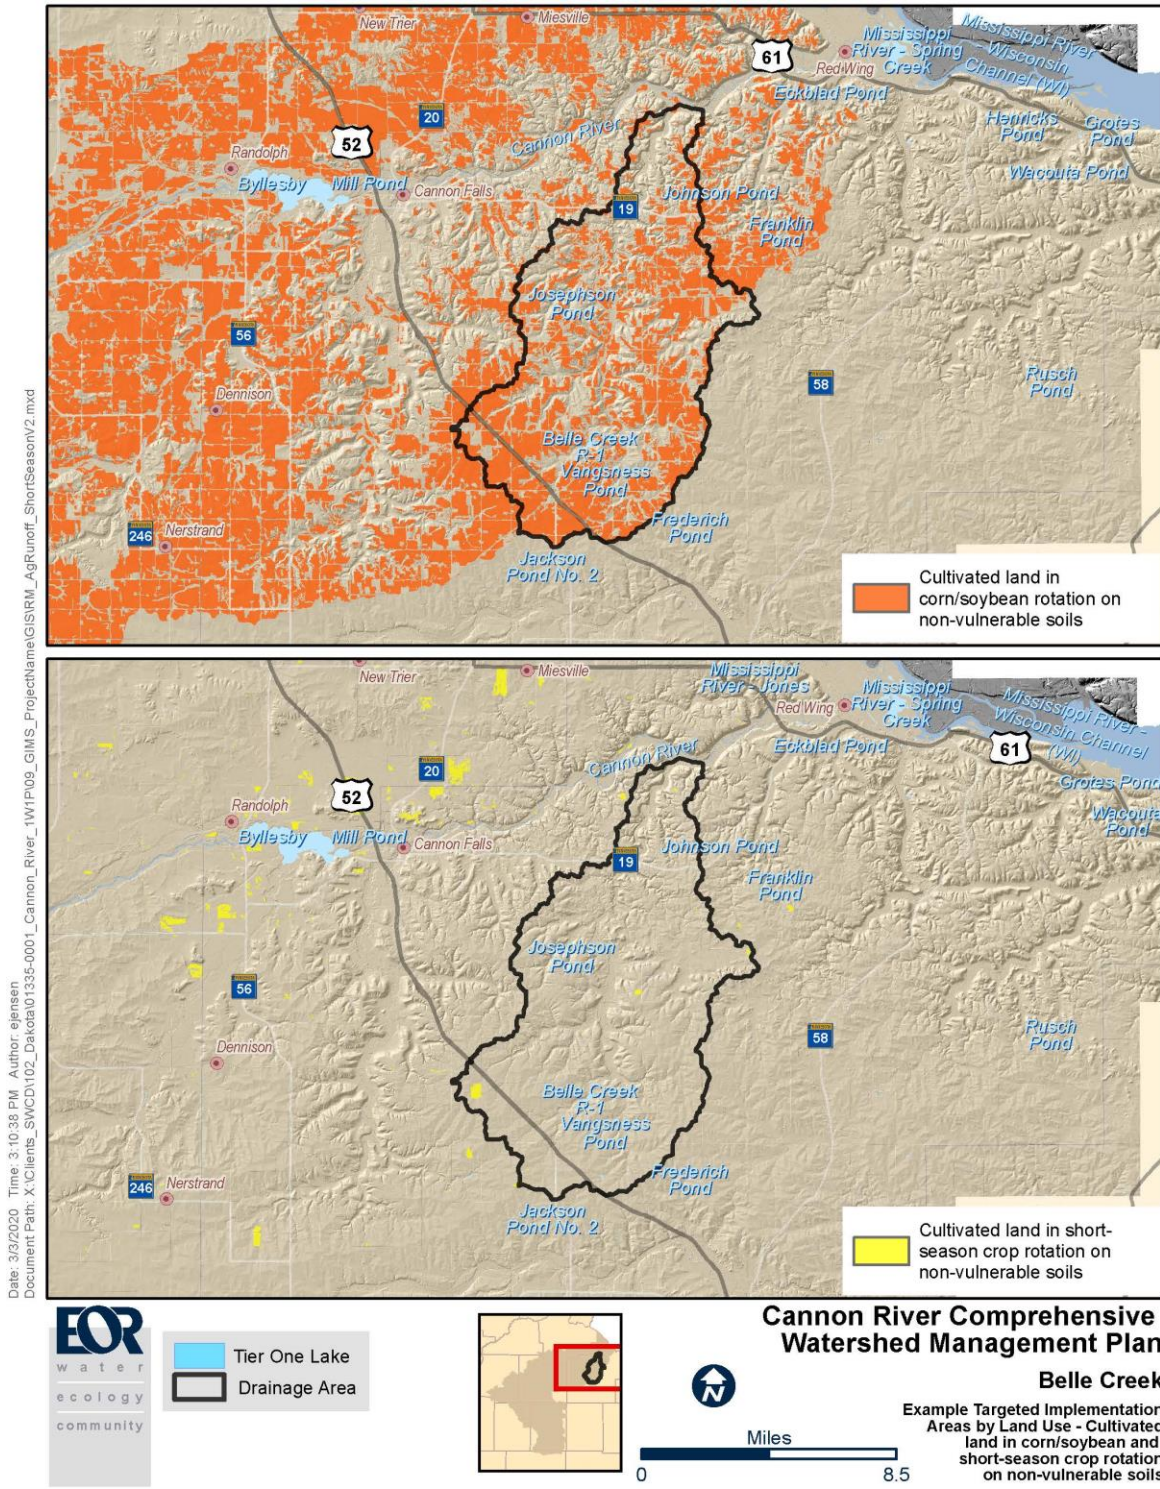 New Trier
Miesville
61
Mississippi
River - Spring
Creek
Mississippi River
- Wisconsin
Channel (WI)
Red Wing
Eckblad Pond
20
52
Cannon River
Henricks
Pond
Grotes
Pond
Randolph
Byllesby
Mill Pond
Cannon Falls
Wacouta Pond
19
Johnson Pond
Franklin
Pond
Josephson
Pond
56
Rusch
Pond
58
Dennison
Belle Creek
R-1
Vangsness
Pond
246
Nerstrand
Frederich
Pond
Jackson
Pond No. 2
Cultivated land in
corn/soybean rotation on
non-vulnerable soils
New Trier
Miesville
Mississippi
River - Jones
Mississippi
River - Spring
Creek
Mississippi River -
Wisconsin Channel
(WI)
Red Wing
Eckblad Pond
61
20
52
Cannon River
Grotes Pond
Randolph
Byllesby
Mill Pond
Cannon Falls
Wacouta
Pond
19
Johnson Pond
Franklin
Pond
Josephson
Pond
56
Rusch
Pond
58
Dennison
Belle Creek
R-1
Vangsness
Pond
246
Nerstrand
Frederich
Pond
Jackson
Pond No. 2
Cultivated land in short-
season crop rotation on
non-vulnerable soils
Date: 3/3/2020 Time: 3:10:38 PM Author: ejensen
Document Path: X:\Clients_SWCD\102_Dakota\01335-0001_Cannon_River_1W1P\09_GIMS_ProjectName\GIS\RM_AgRunoff_ShortSeasonV2.mxd
EOR
water
ecology
community
Tier One Lake
Drainage Area
N
Miles
0 8.5
Cannon River Comprehensive
Watershed Management Plan
Belle Creek
Example Targeted Implementation
Areas by Land Use - Cultivated
land in corn/soybean and
short-season crop rotation
on non-vulnerable soils